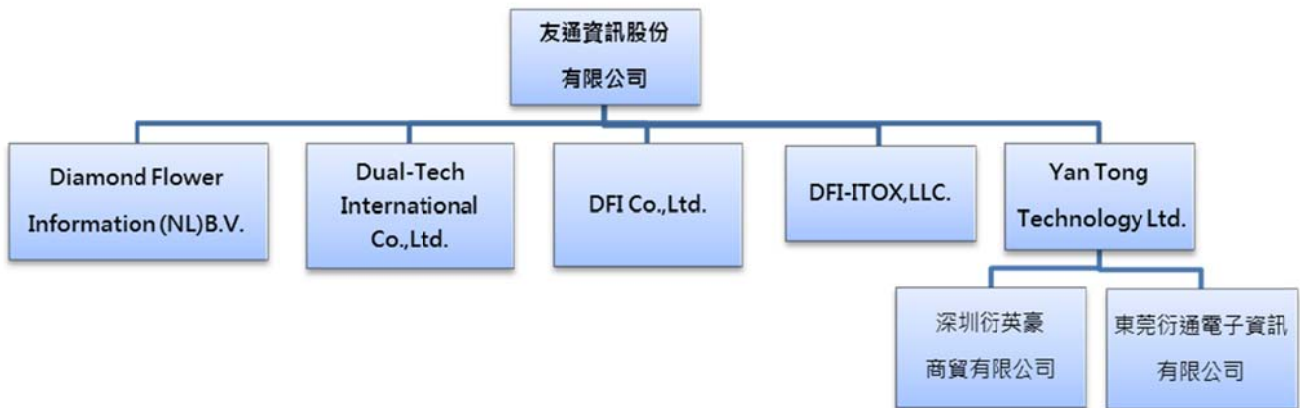 友通資訊股份
有限公司
Diamond Flower
Information (NL)B.V.
Dual-Tech
International
Co.,Ltd.
DFI Co.,Ltd.
DFI-ITOX,LLC.
Yan Tong
Technology Ltd.
深圳衍英豪
商貿有限公司
東莞衍通電子資訊
有限公司